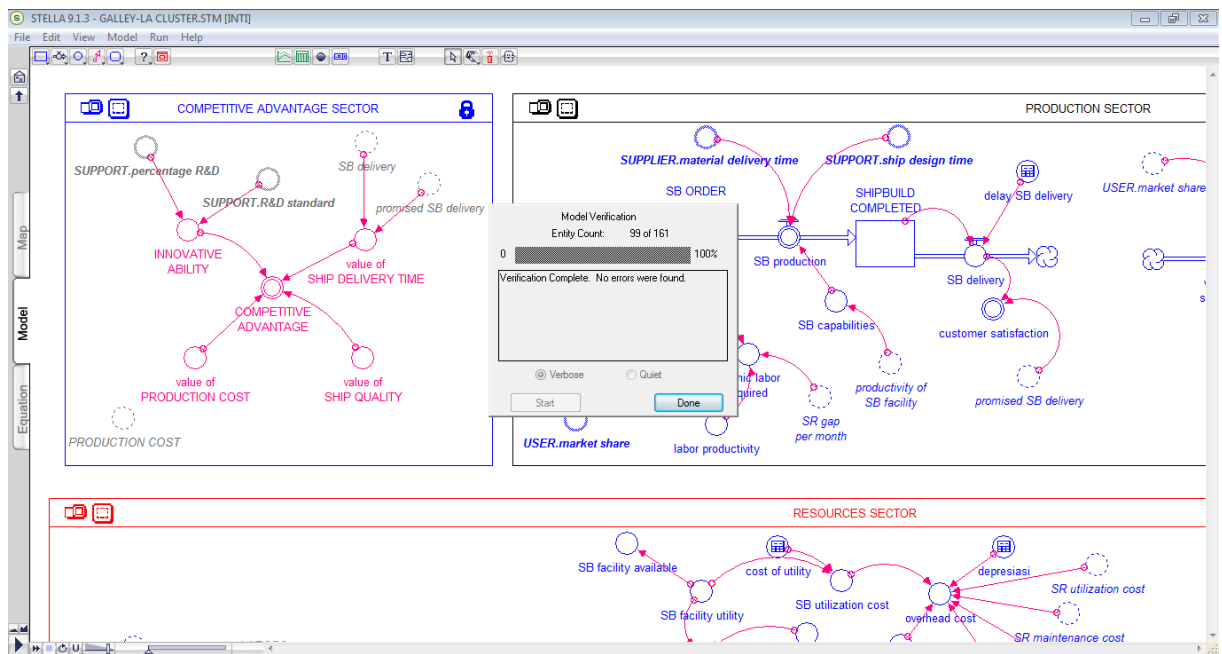 STELLA 9.1.3 - GALLEY-LA CLUSTER.STM [INTI]
File Edit View Model Run Help
Map
Model
Equation
COMPETITIVE ADVANTAGE SECTOR
SUPPORT.percentage R&D
SUPPORT.R&D standard
SB delivery
promised SB delivery
INNOVATIVE
ABILITY
value of
SHIP DELIVERY TIME
COMPETITIVE
ADVANTAGE
value of
PRODUCTION COST
value of
SHIP QUALITY
PRODUCTION COST
PRODUCTION SECTOR
SUPPLIER.material delivery time
SUPPORT.ship design time
SB ORDER
SHIPBUILD
COMPLETED
delay SB delivery
USER.market share
SB production
SB delivery
SB capabilities
customer satisfaction
productivity of
SB facility
promised SB delivery
SR gap
per month
labor
USER.market share
labor productivity
Model Verification
Entity Count: 99 of 161
0 100%
Verification Complete. No errors were found.
Verbose Quiet
Start Done
RESOURCES SECTOR
SB facility available
cost of utility
depresiasi
SR utilization cost
SB utilization cost
SB facility utility
overhead cost
SR maintenance cost